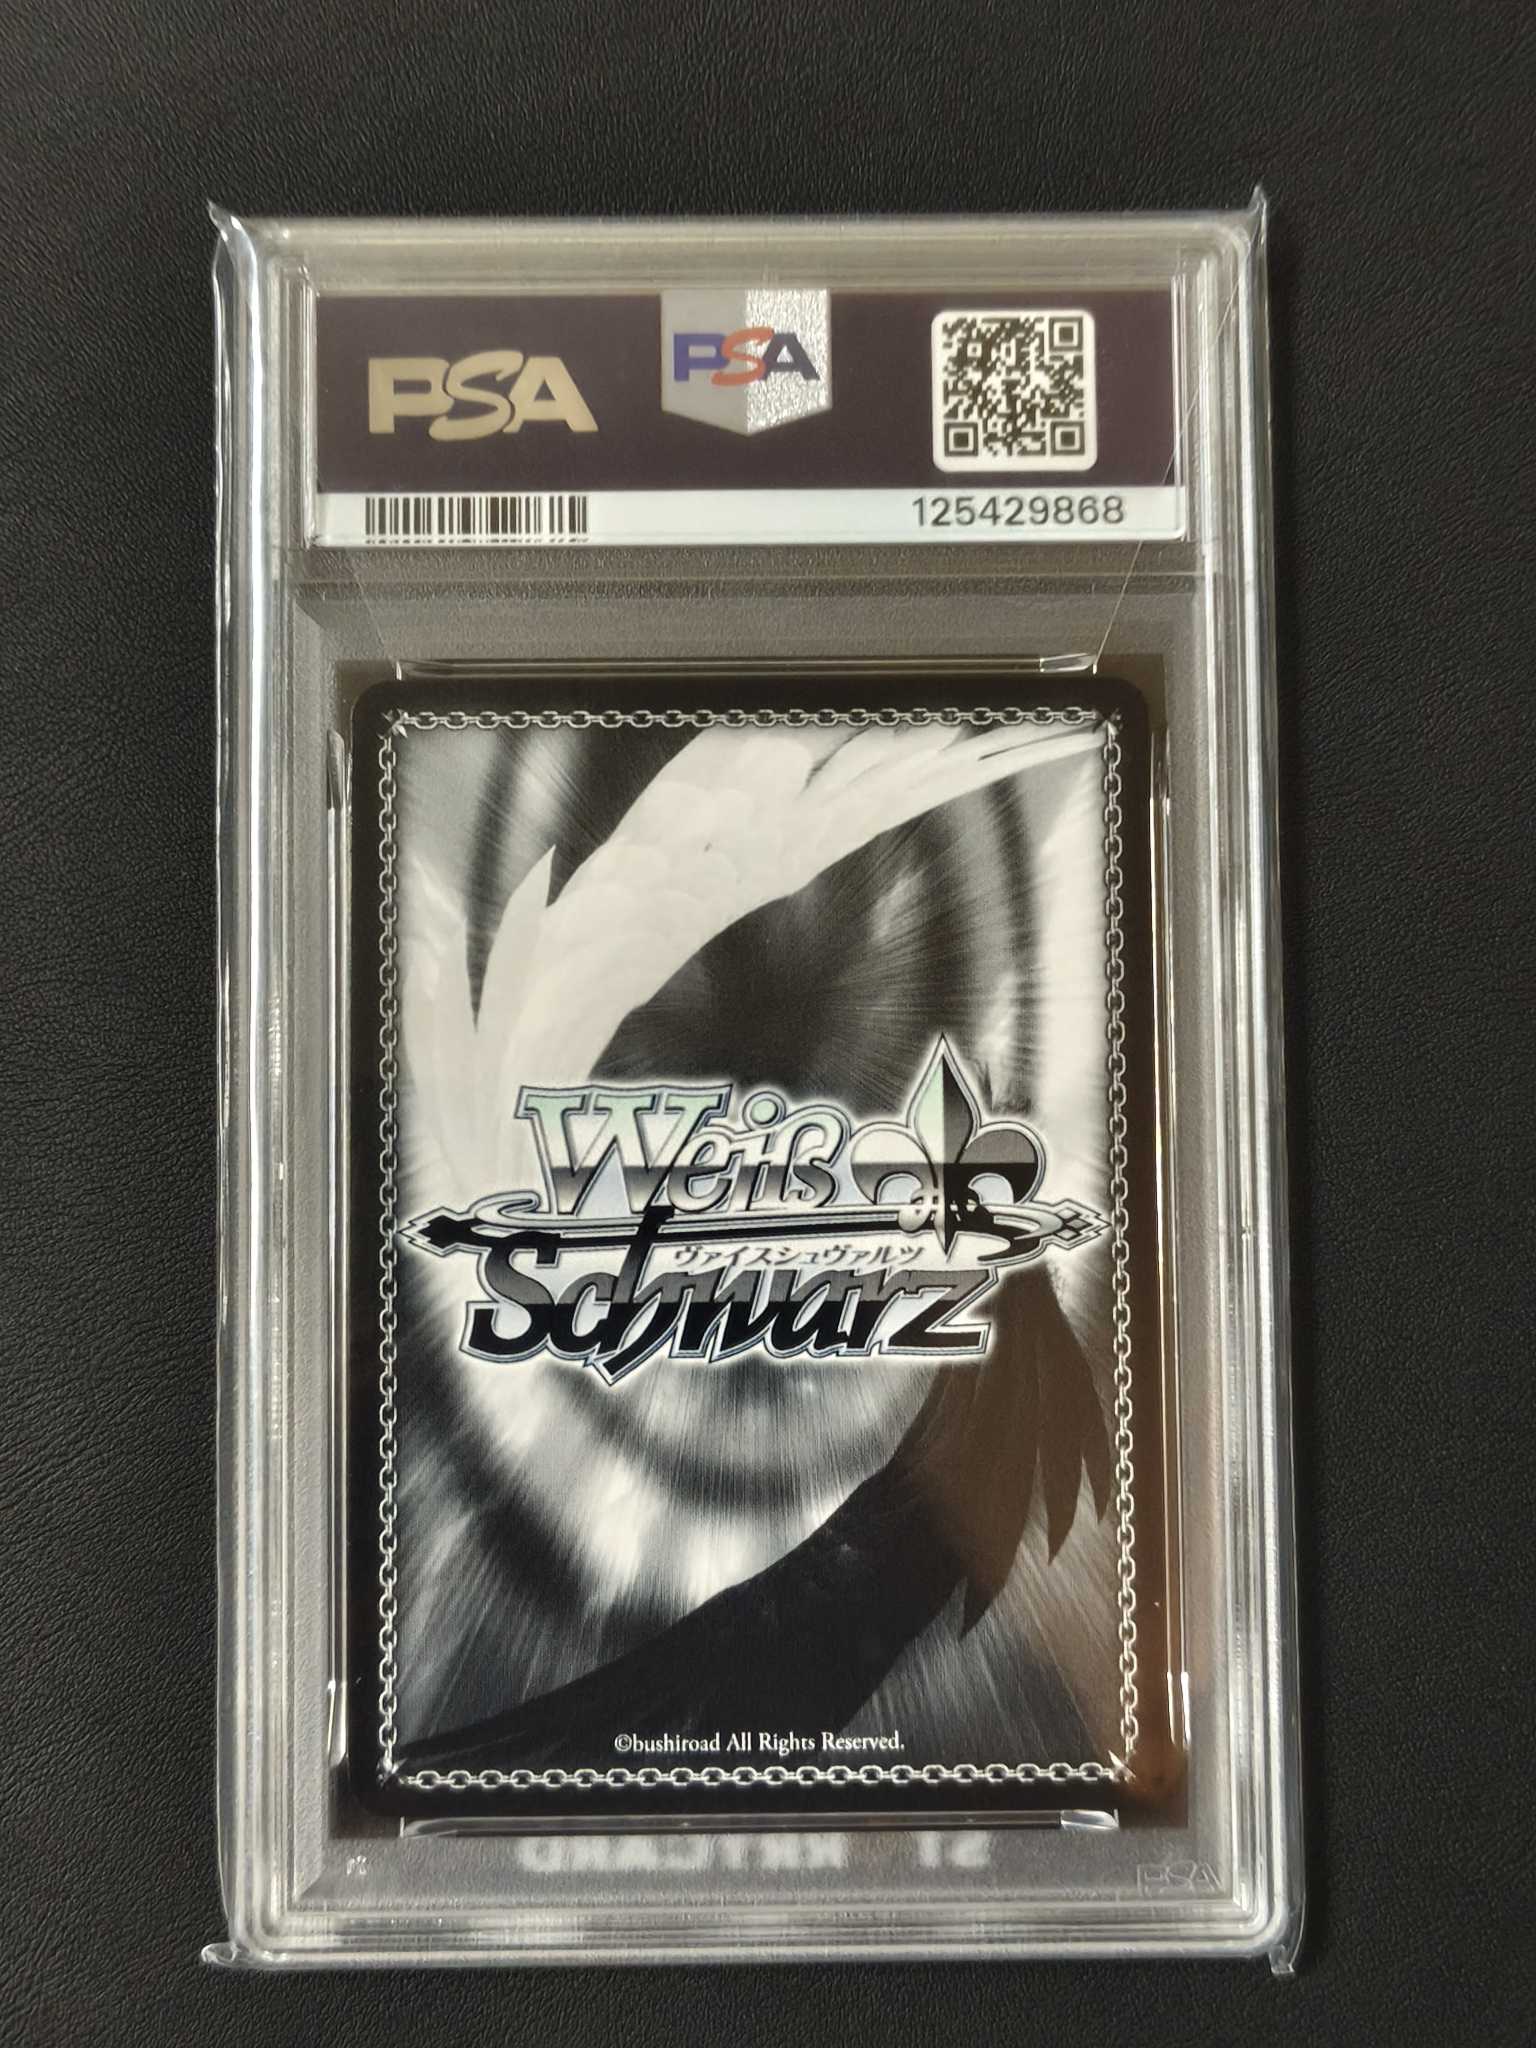 PSA
PSA
125429868
Weiß
ヴァイスシュヴァルツ
Schwarz
©bushiroad All Rights Reserved.
PSA